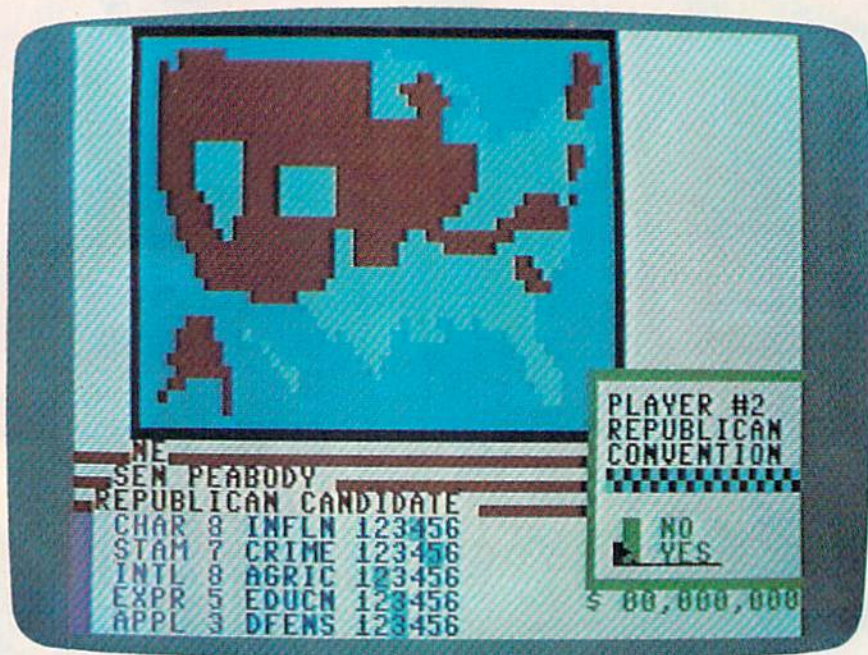 NE
SEN PEABODY
REPUBLICAN CANDIDATE
CHAR 8 INFLN 123456
STAM 7 CRIME 123456
INTL 8 AGRIC 123456
EXPR 5 EDUCN 123456
APPL 3 DFENS 123456
PLAYER #2
REPUBLICAN
CONVENTION
NO
YES
$ 00,000,000